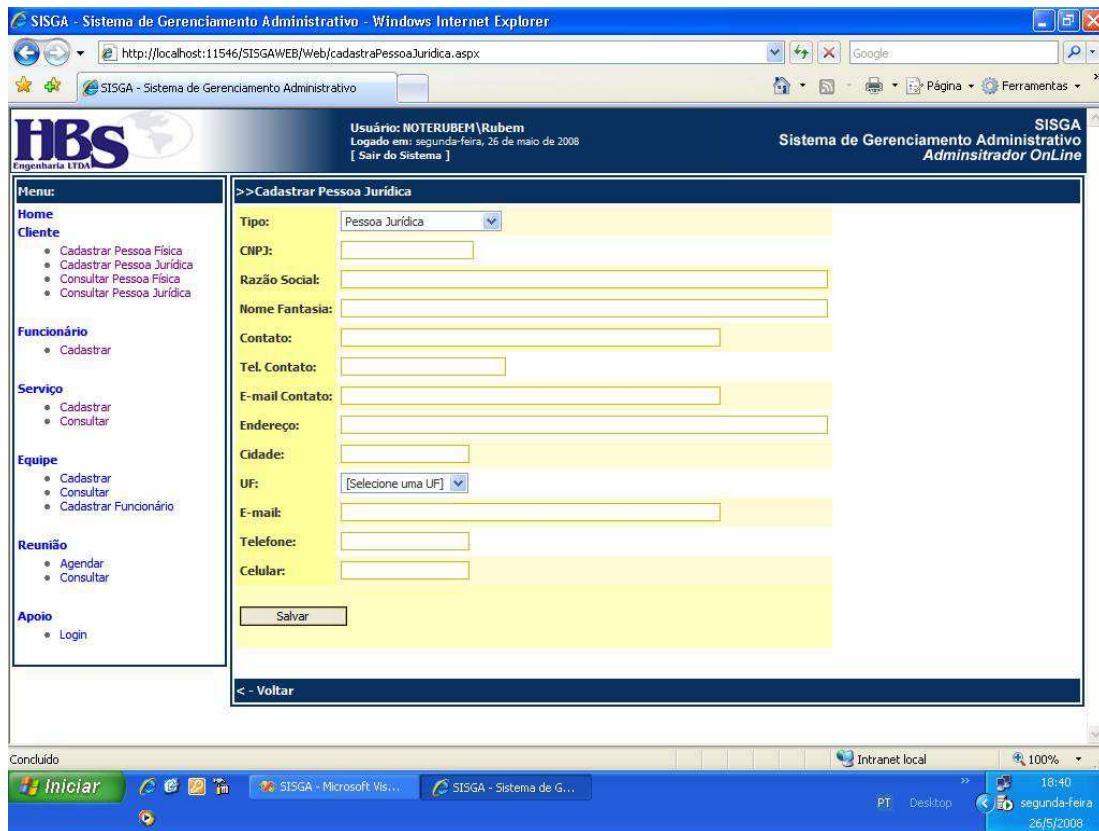 SISGA - Sistema de Gerenciamento Administrativo - Windows Internet Explorer
http://localhost:11546/SISGAWEB/Web/cadastraPessoaJuridica.aspx
Google
SISGA - Sistema de Gerenciamento Administrativo
Página
Ferramentas
HBS
Engenharia LTDA
Usuário: NOTERUBEM\Rubem
Logado em: segunda-feira, 26 de maio de 2008
[ Sair do Sistema ]
SISGA
Sistema de Gerenciamento Administrativo
Adminsitrador OnLine
Menu:
Home
Cliente
Cadastrar Pessoa Física
Cadastrar Pessoa Jurídica
Consultar Pessoa Física
Consultar Pessoa Jurídica
Funcionário
Cadastrar
Serviço
Cadastrar
Consultar
Equipe
Cadastrar
Consultar
Cadastrar Funcionário
Reunião
Agendar
Consultar
Apoio
Login
>>Cadastrar Pessoa Jurídica
Tipo: Pessoa Jurídica
CNPJ:
Razão Social:
Nome Fantasia:
Contato:
Tel. Contato:
E-mail Contato:
Endereço:
Cidade:
UF: [Selecione uma UF]
E-mail:
Telefone:
Celular:
Salvar
< - Voltar
Concluído
Intranet local
100%
Iniciar
SISGA - Microsoft Vis...
SISGA - Sistema de G...
PT
Desktop
18:40
segunda-feira
26/5/2008